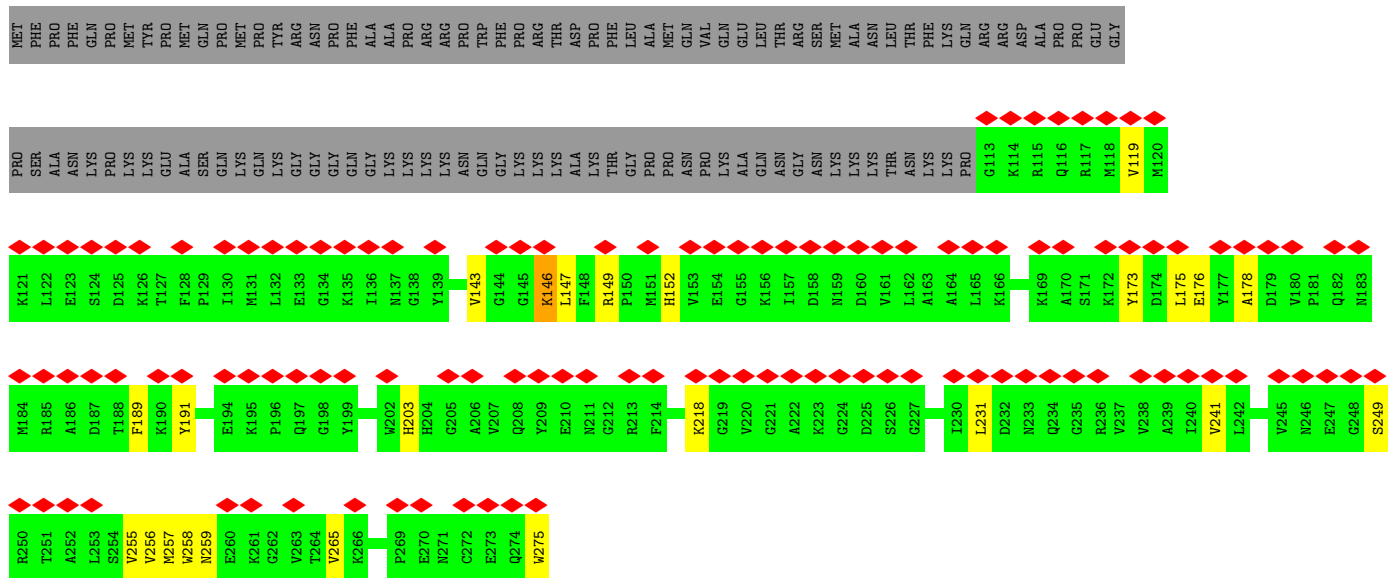 MET PHE PRO PHE GLN PRO MET TYR PRO MET GLN PRO MET PRO TYR ARG ASN PRO PHE ALA ALA PRO ARG ARG PRO TRP PHE PRO ARG THR ASP PRO PHE LEU ALA MET GLN VAL GLN GLU LEU THR ARG SER MET ALA ASN LEU THR PHE LYS GLN ARG ARG ASP ALA PRO PRO GLU GLY
PRO SER ALA ASN LYS PRO LYS LYS GLU ALA SER GLN LYS GLN LYS GLY GLY GLY GLN GLY LYS LYS LYS LYS ASN GLN GLY LYS LYS LYS ALA LYS THR GLY PRO PRO ASN PRO LYS ALA GLN ASN GLY ASN LYS LYS LYS THR ASN LYS LYS PRO G113 K114 R115 Q116 R117 M118 V119 M120
K121 L122 E123 S124 D125 K126 T127 F128 P129 I130 M131 L132 E133 G134 K135 I136 N137 G138 Y139 V143 G144 G145 K146 L147 F148 R149 P150 M151 H152 V153 E154 G155 K156 I157 D158 N159 D160 V161 L162 A163 A164 L165 K166 K169 A170 S171 K172 Y173 D174 L175 E176 Y177 A178 D179 V180 P181 Q182 N183
M184 R185 A186 D187 T188 F189 K190 Y191 E194 K195 P196 Q197 G198 Y199 W202 H203 H204 G205 A206 V207 Q208 Y209 E210 N211 G212 R213 F214 K218 G219 V220 G221 A222 K223 G224 D225 S226 G227 I230 L231 D232 N233 Q234 G235 R236 V237 V238 A239 I240 V241 L242 V245 N246 E247 G248 S249
R250 T251 A252 L253 S254 V255 V256 M257 W258 N259 E260 K261 G262 V263 T264 V265 K266 P269 E270 N271 C272 E273 Q274 W275